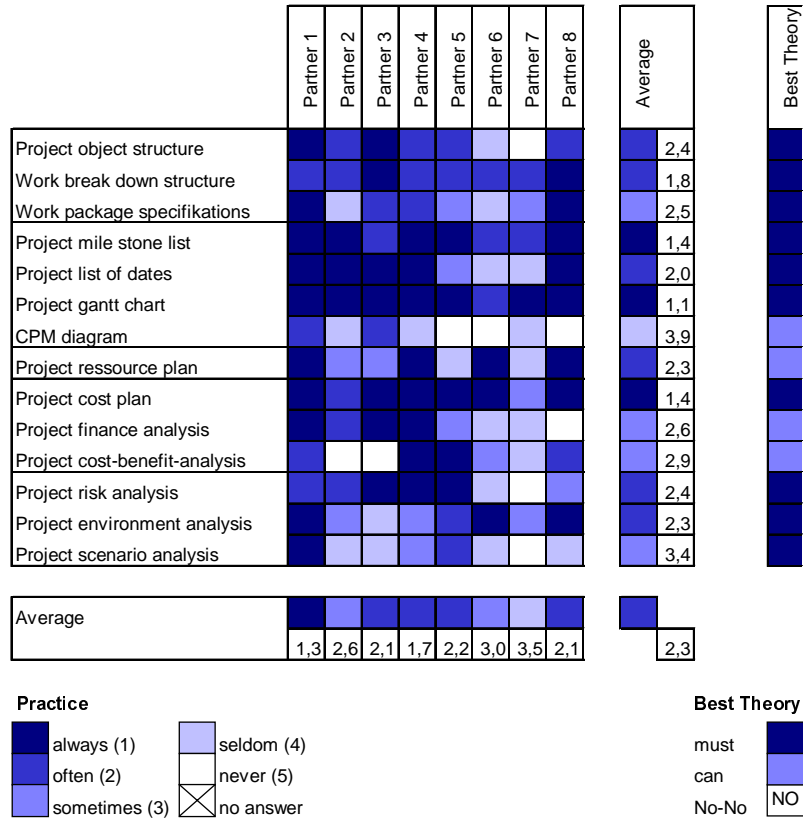 Partner 1 Partner 2 Partner 3 Partner 4 Partner 5 Partner 6 Partner 7 Partner 8 Average Best Theory
Project object structure 2,4
Work break down structure 1,8
Work package specifikations 2,5
Project mile stone list 1,4
Project list of dates 2,0
Project gantt chart 1,1
CPM diagram 3,9
Project ressource plan 2,3
Project cost plan 1,4
Project finance analysis 2,6
Project cost-benefit-analysis 2,9
Project risk analysis 2,4
Project environment analysis 2,3
Project scenario analysis 3,4
Average
1,3 2,6 2,1 1,7 2,2 3,0 3,5 2,1 2,3
Practice Best Theory
always (1) seldom (4) must
often (2) never (5) can
sometimes (3) no answer No-No NO